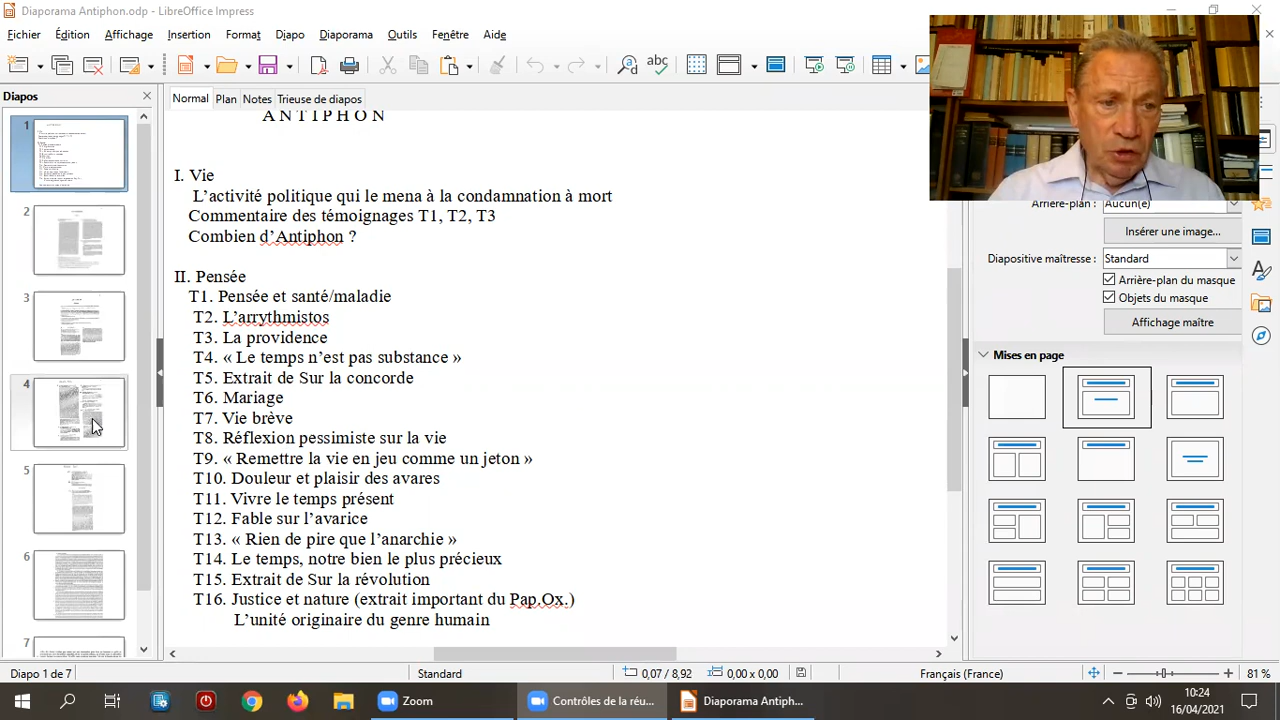 Diaporama Antiphon.odp - LibreOffice Impress
Fichier Édition Affichage Insertion Format Diapo Diaporama Outils Fenêtre Aide
Diapos
Normal Plan Notes Trieuse de diapos
1
2
3
4
5
6
7
ANTIPHON
I. Vie
L'activité politique qui le mena à la condamnation à mort
Commentaire des témoignages T1, T2, T3
Combien d'Antiphon ?
II. Pensée
T1. Pensée et santé/maladie
T2. L'arrythmistos
T3. La providence
T4. « Le temps n'est pas substance »
T5. Extrait de Sur la concorde
T6. Mariage
T7. Vie brève
T8. Réflexion pessimiste sur la vie
T9. « Remettre la vie en jeu comme un jeton »
T10. Douleur et plaisir des avares
T11. Vivre le temps présent
T12. Fable sur l'avarice
T13. « Rien de pire que l'anarchie »
T14. Le temps, notre bien le plus précieux
T15. Extrait de Sur la révolution
T16. Justice et nature (extrait important du Pap.Ox.)
L'unité originaire du genre humain
Arrière-plan : Aucun(e)
Insérer une image...
Diapositive maîtresse : Standard
Arrière-plan du masque
Objets du masque
Affichage maître
Mises en page
Diapo 1 de 7 Standard 0,07 / 8,92 0,00 x 0,00 Français (France) 81 %
Zoom Contrôles de la réu... Diaporama Antiph... 10:24
16/04/2021